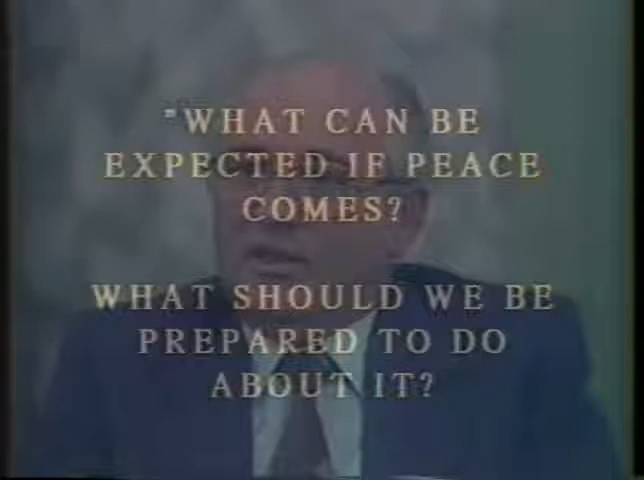 "WHAT CAN BE
EXPECTED IF PEACE
COMES?
WHAT SHOULD WE BE
PREPARED TO DO
ABOUT IT?